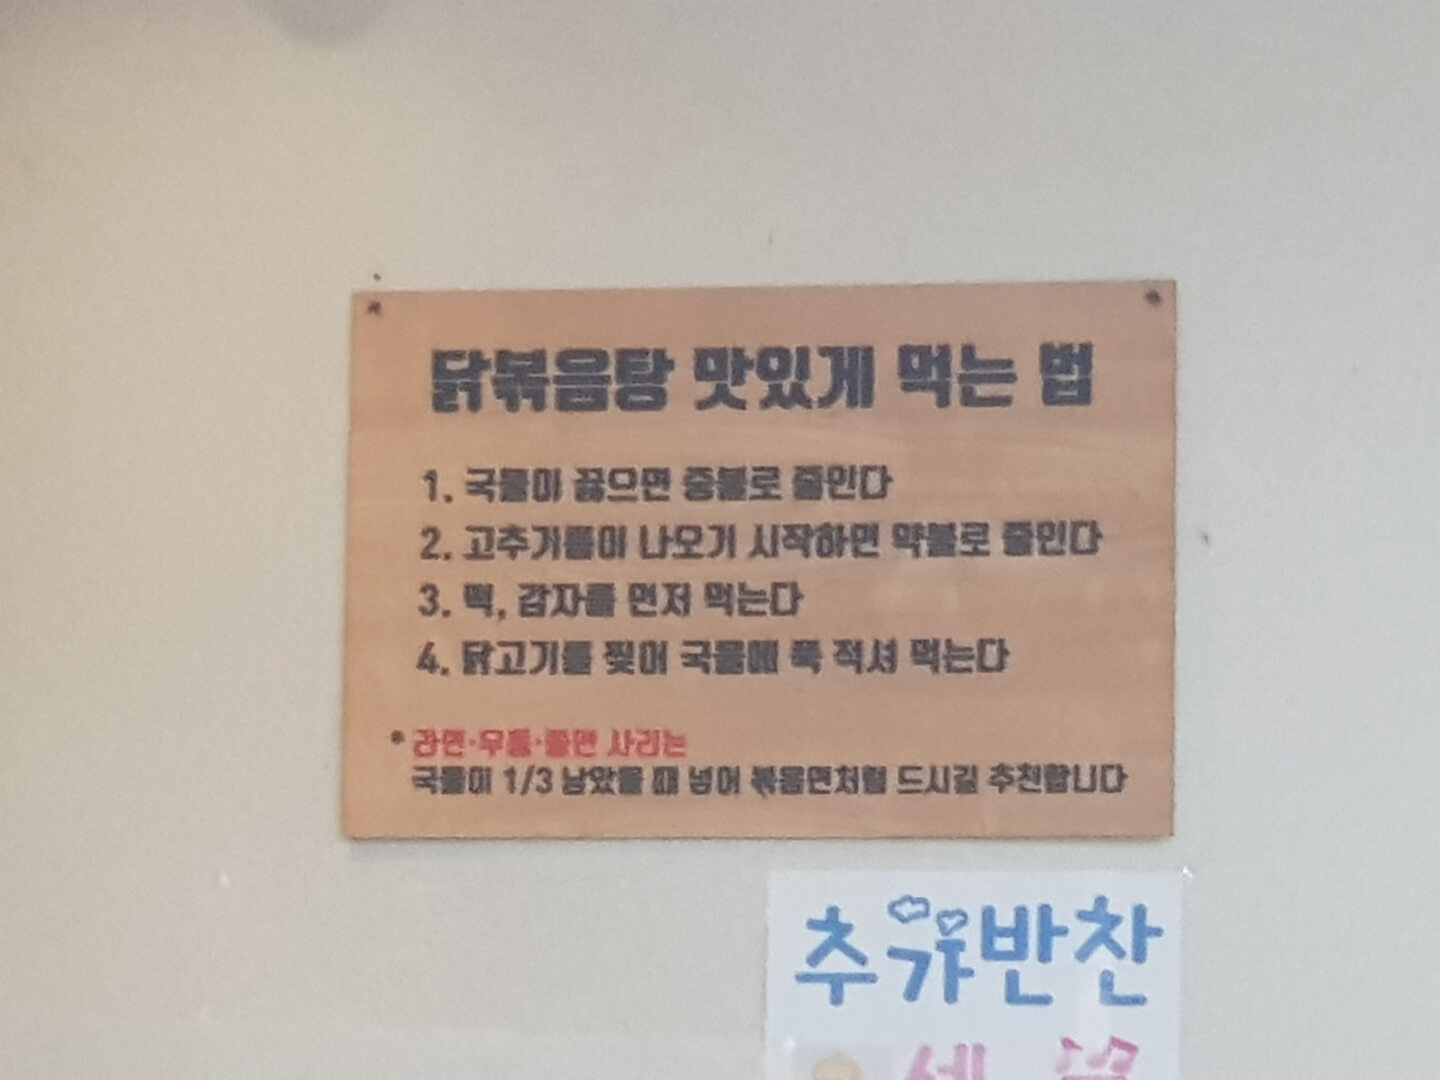 닭볶음탕 맛있게 먹는 법
1. 국물이 끓으면 중불로 줄인다
2. 고추기름이 나오기 시작하면 약불로 줄인다
3. 떡, 감자를 먼저 먹는다
4. 닭고기를 찢어 국물에 푹 적셔 먹는다
* 라면·우동·쫄면 사리는
국물이 1/3 남았을 때 넣어 볶음면처럼 드시길 추천합니다
추가반찬